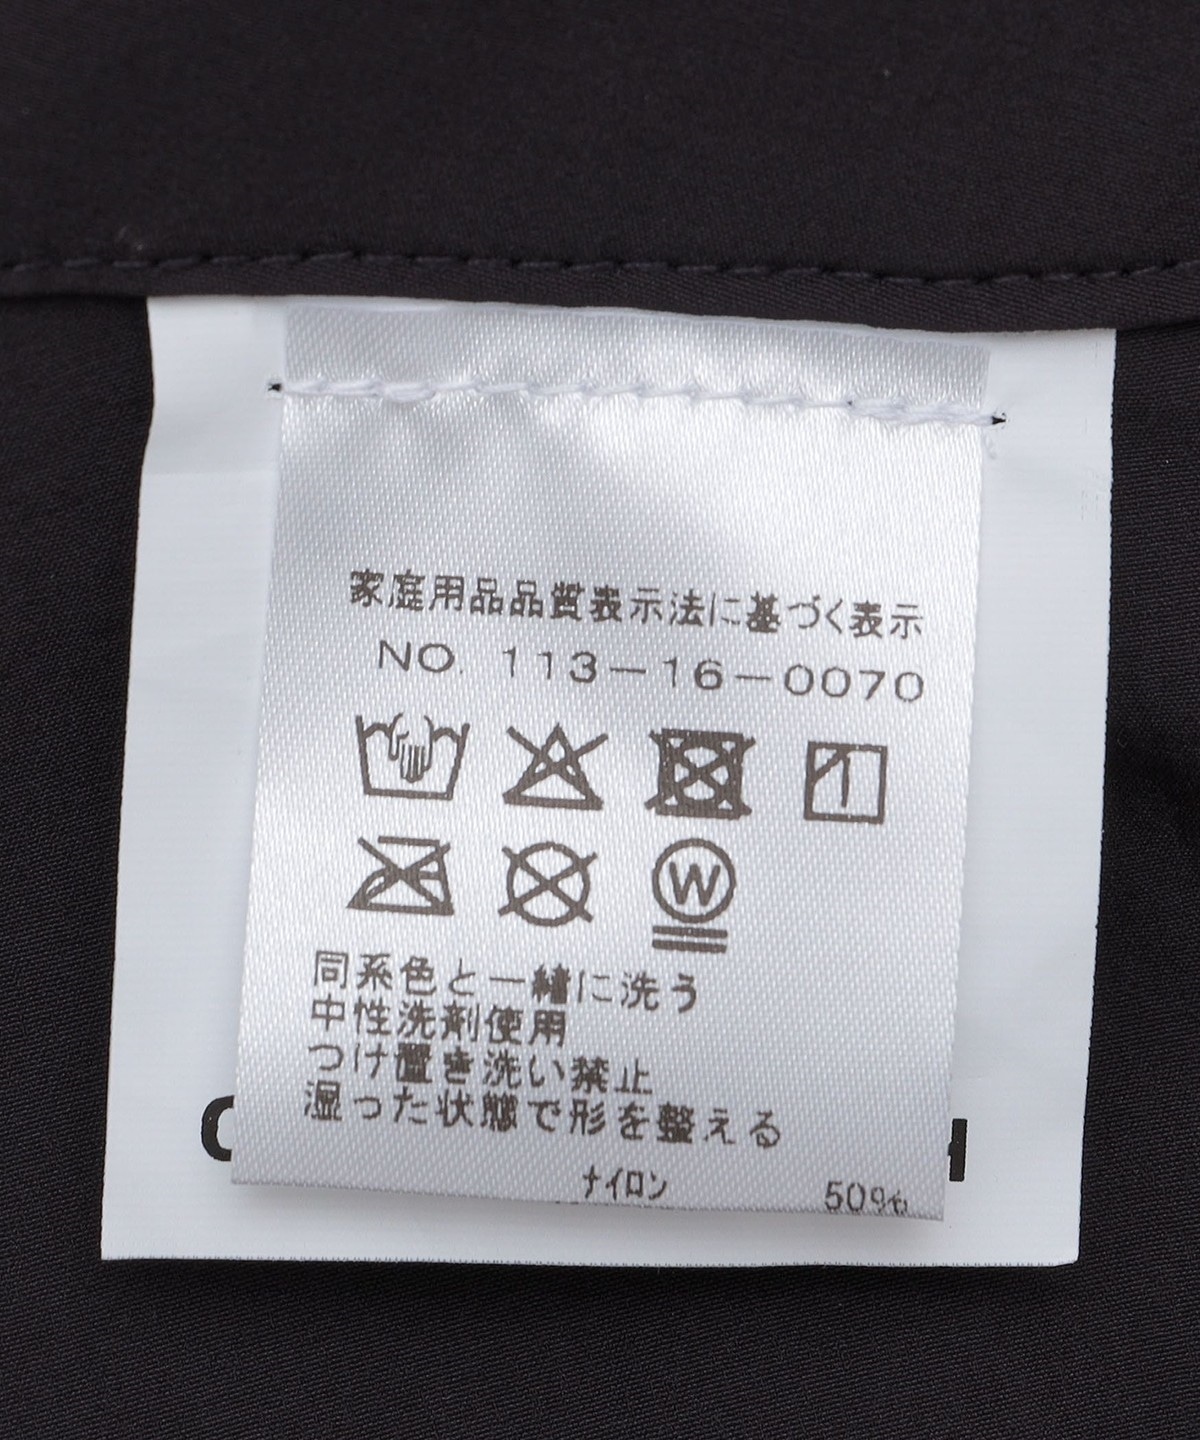 家庭用品品質表示法に基づく表示
NO. 113-16-0070
W
同系色と一緒に洗う
中性洗剤使用
つけ置き洗い禁止
湿った状態で形を整える
ナイロン 50%